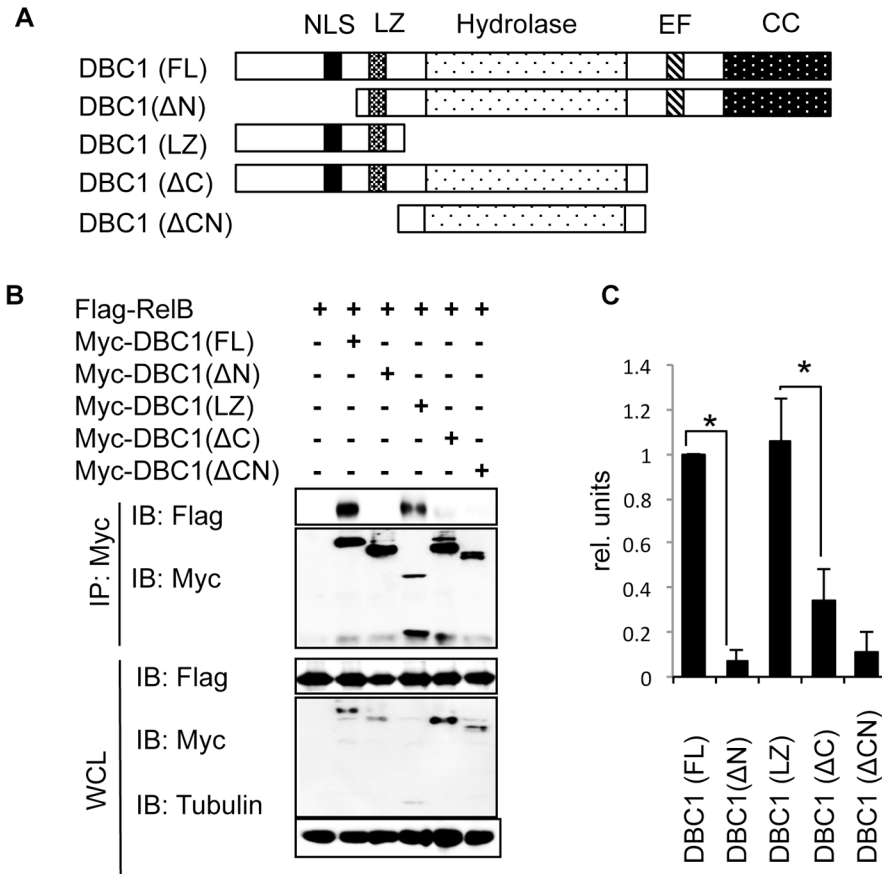 A
NLS LZ Hydrolase EF CC
DBC1 (FL)
DBC1(ΔN)
DBC1 (LZ)
DBC1 (ΔC)
DBC1 (ΔCN)
B
Flag-RelB + + + + + +
Myc-DBC1(FL) - + - - - -
Myc-DBC1(ΔN) - - + - - -
Myc-DBC1(LZ) - - - + - -
Myc-DBC1(ΔC) - - - - + -
Myc-DBC1(ΔCN) - - - - - +
IP: Myc
IB: Flag
IB: Myc
WCL
IB: Flag
IB: Myc
IB: Tubulin
C
rel. units
1.4
1.2
1
0.8
0.6
0.4
0.2
0
*
*
DBC1 (FL)
DBC1(ΔN)
DBC1 (LZ)
DBC1 (ΔC)
DBC1 (ΔCN)